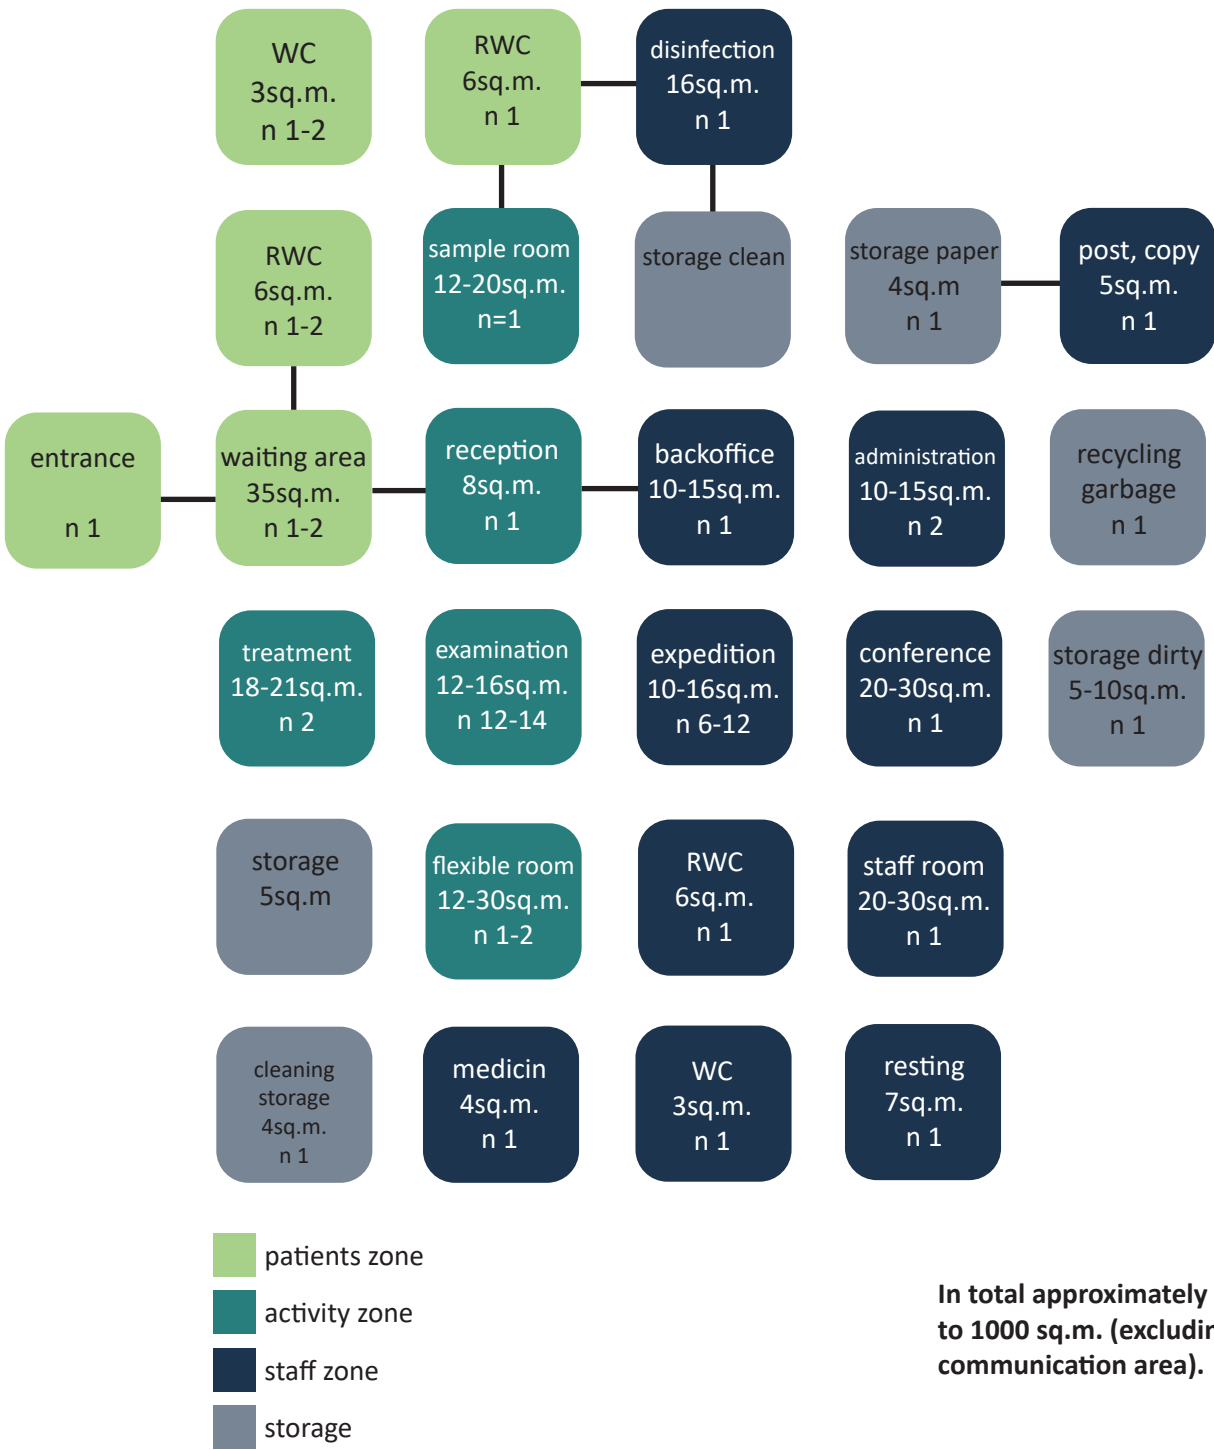 WC
3sq.m.
n 1-2
RWC
6sq.m.
n 1
disinfection
16sq.m.
n 1
RWC
6sq.m.
n 1-2
sample room
12-20sq.m.
n=1
storage clean
storage paper
4sq.m
n 1
post, copy
5sq.m.
n 1
entrance
n 1
waiting area
35sq.m.
n 1-2
reception
8sq.m.
n 1
backoffice
10-15sq.m.
n 1
administration
10-15sq.m.
n 2
recycling
garbage
n 1
treatment
18-21sq.m.
n 2
examination
12-16sq.m.
n 12-14
expedition
10-16sq.m.
n 6-12
conference
20-30sq.m.
n 1
storage dirty
5-10sq.m.
n 1
storage
5sq.m
flexible room
12-30sq.m.
n 1-2
RWC
6sq.m.
n 1
staff room
20-30sq.m.
n 1
cleaning
storage
4sq.m.
n 1
medicin
4sq.m.
n 1
WC
3sq.m.
n 1
resting
7sq.m.
n 1
patients zone
activity zone
staff zone
storage
In total approximately
to 1000 sq.m. (excludin
communication area).